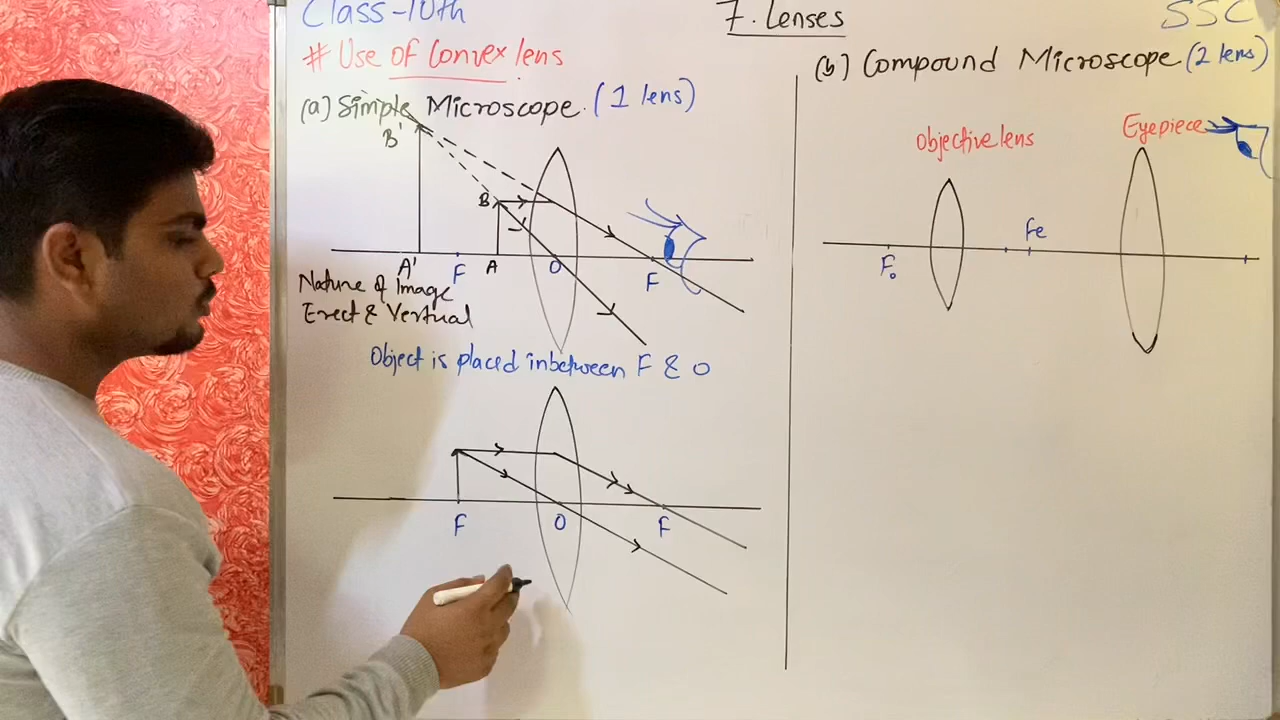 Class-10th
7. Lenses
SSC
# Use of Convex lens
(a) Simple Microscope. (1 lens)
B'
B
A' F A O F
Nature of Image
Erect & Vertual
Object is placed inbetween F & O
F O F
(b) Compound Microscope (2 lens)
Objective lens
Eyepiece
Fo
Fe